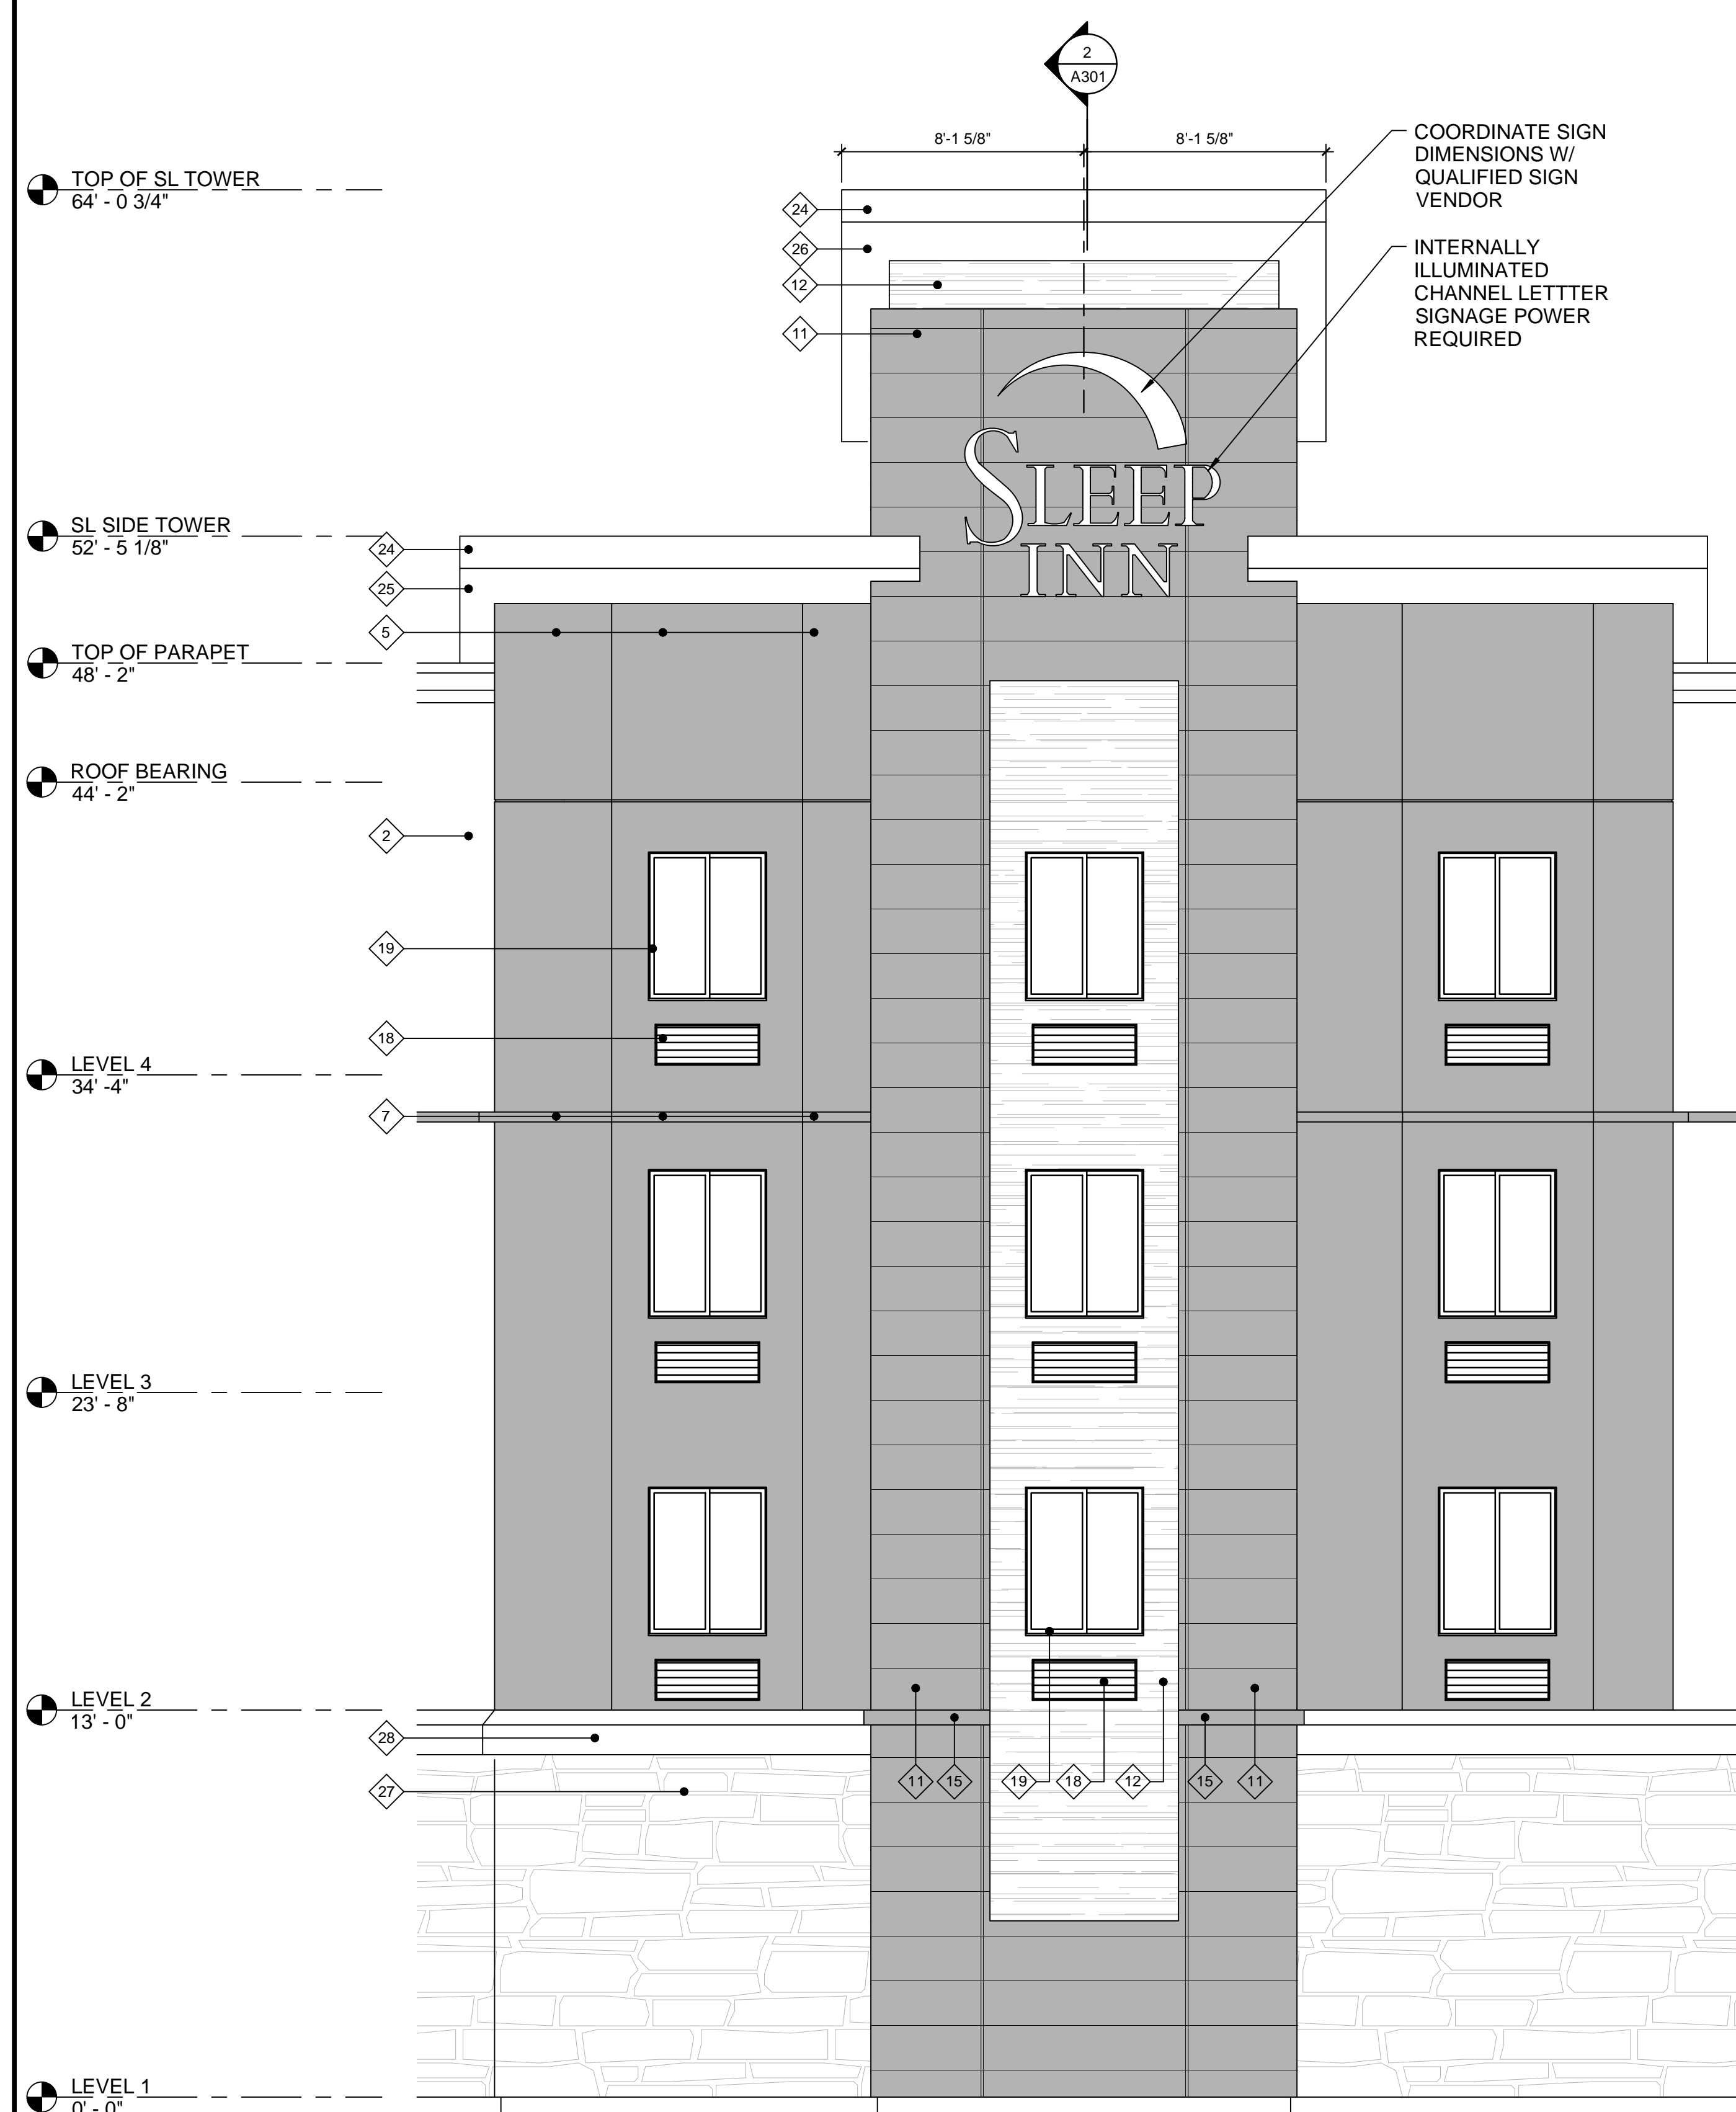 2
A301
8'-1 5/8" 8'-1 5/8"
COORDINATE SIGN
DIMENSIONS W/
QUALIFIED SIGN
VENDOR
INTERNALLY
ILLUMINATED
CHANNEL LETTTER
SIGNAGE POWER
REQUIRED
TOP OF SL TOWER
64' - 0 3/4"
24
26
12
11
SLEEP
INN
SL SIDE TOWER
52' - 5 1/8"
24
25
5
TOP OF PARAPET
48' - 2"
ROOF BEARING
44' - 2"
2
19
18
LEVEL 4
34' -4"
7
LEVEL 3
23' - 8"
LEVEL 2
13' - 0"
28
27
11 15 19 18 12 15 11
LEVEL 1
0' - 0"